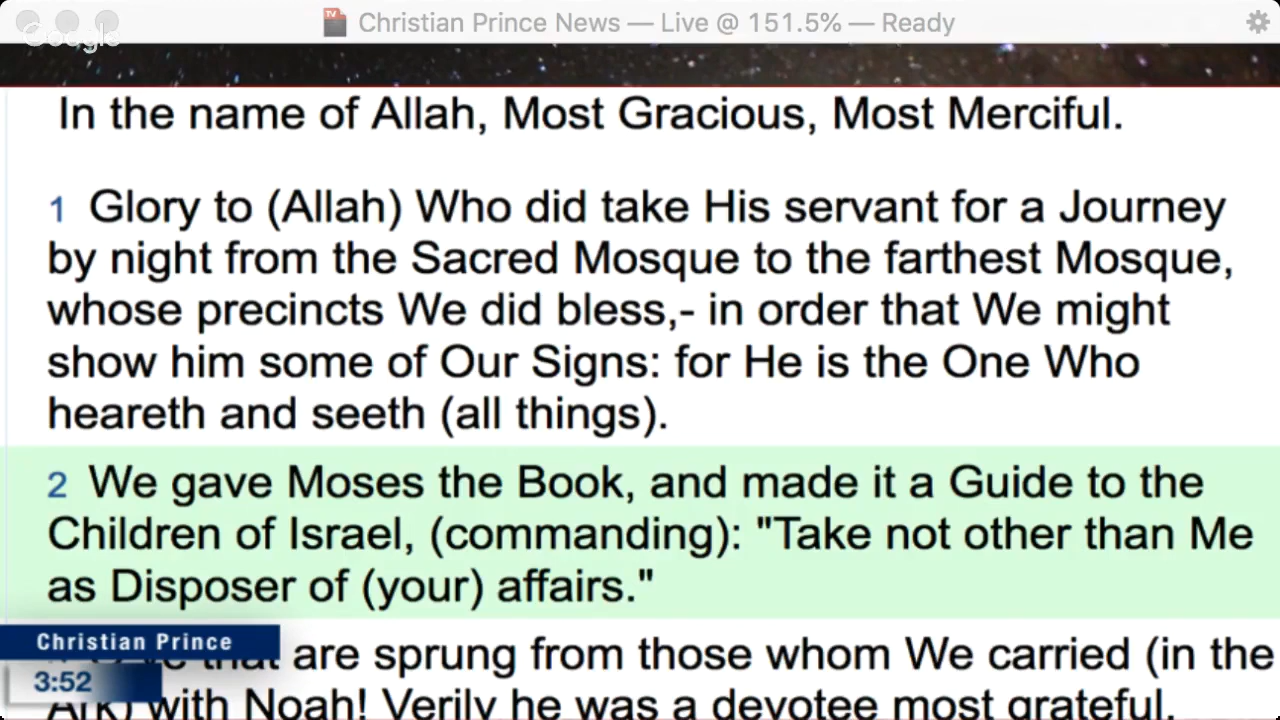 Christian Prince News — Live @ 151.5% — Ready
Google
In the name of Allah, Most Gracious, Most Merciful.
1 Glory to (Allah) Who did take His servant for a Journey
by night from the Sacred Mosque to the farthest Mosque,
whose precincts We did bless,- in order that We might
show him some of Our Signs: for He is the One Who
heareth and seeth (all things).
2 We gave Moses the Book, and made it a Guide to the
Children of Israel, (commanding): "Take not other than Me
as Disposer of (your) affairs."
that are sprung from those whom We carried (in the
Ark) with Noah! Verily he was a devotee most grateful.
Christian Prince
3:52